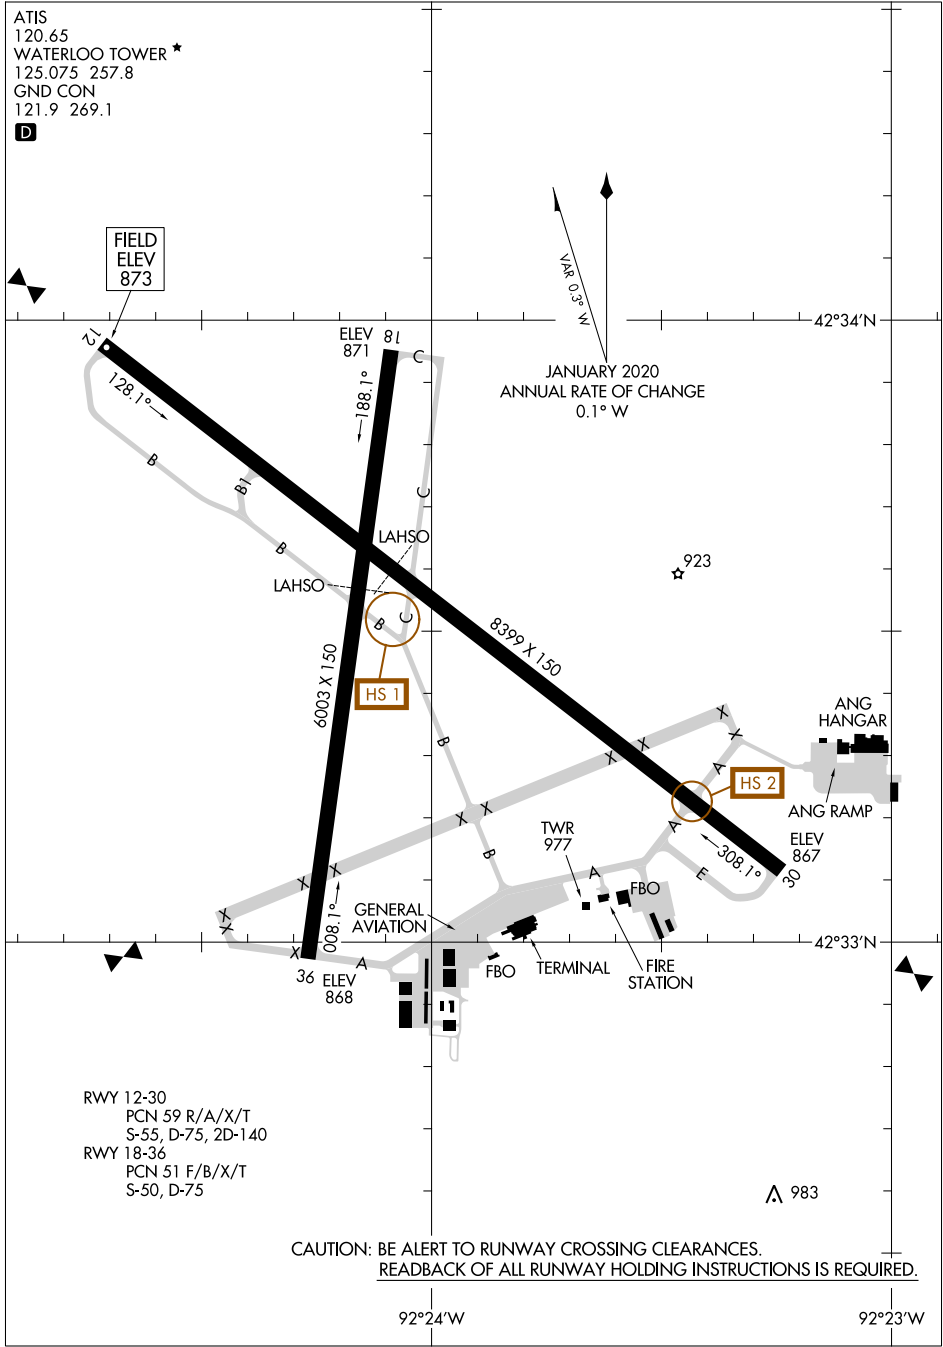 ATIS
120.65
WATERLOO TOWER ★
125.075 257.8
GND CON
121.9 269.1
D
FIELD
ELEV
873
VAR 0.3° W
42°34'N
JANUARY 2020
ANNUAL RATE OF CHANGE
0.1° W
12
128.1°
ELEV
871
18
188.1°
C
B
B1
C
B
LAHSO
LAHSO
B
C
HS 1
923
8399 X 150
6003 X 150
B
X
X
X
X
A
HS 2
ANG
HANGAR
ANG RAMP
X
X
B
A
TWR
977
308.1°
ELEV
867
30
X
X
A
E
FBO
X
X
008.1°
GENERAL
AVIATION
42°33'N
X
A
36
ELEV
868
FBO
TERMINAL
FIRE
STATION
RWY 12-30
PCN 59 R/A/X/T
S-55, D-75, 2D-140
RWY 18-36
PCN 51 F/B/X/T
S-50, D-75
983
CAUTION: BE ALERT TO RUNWAY CROSSING CLEARANCES.
READBACK OF ALL RUNWAY HOLDING INSTRUCTIONS IS REQUIRED.
92°24'W
92°23'W